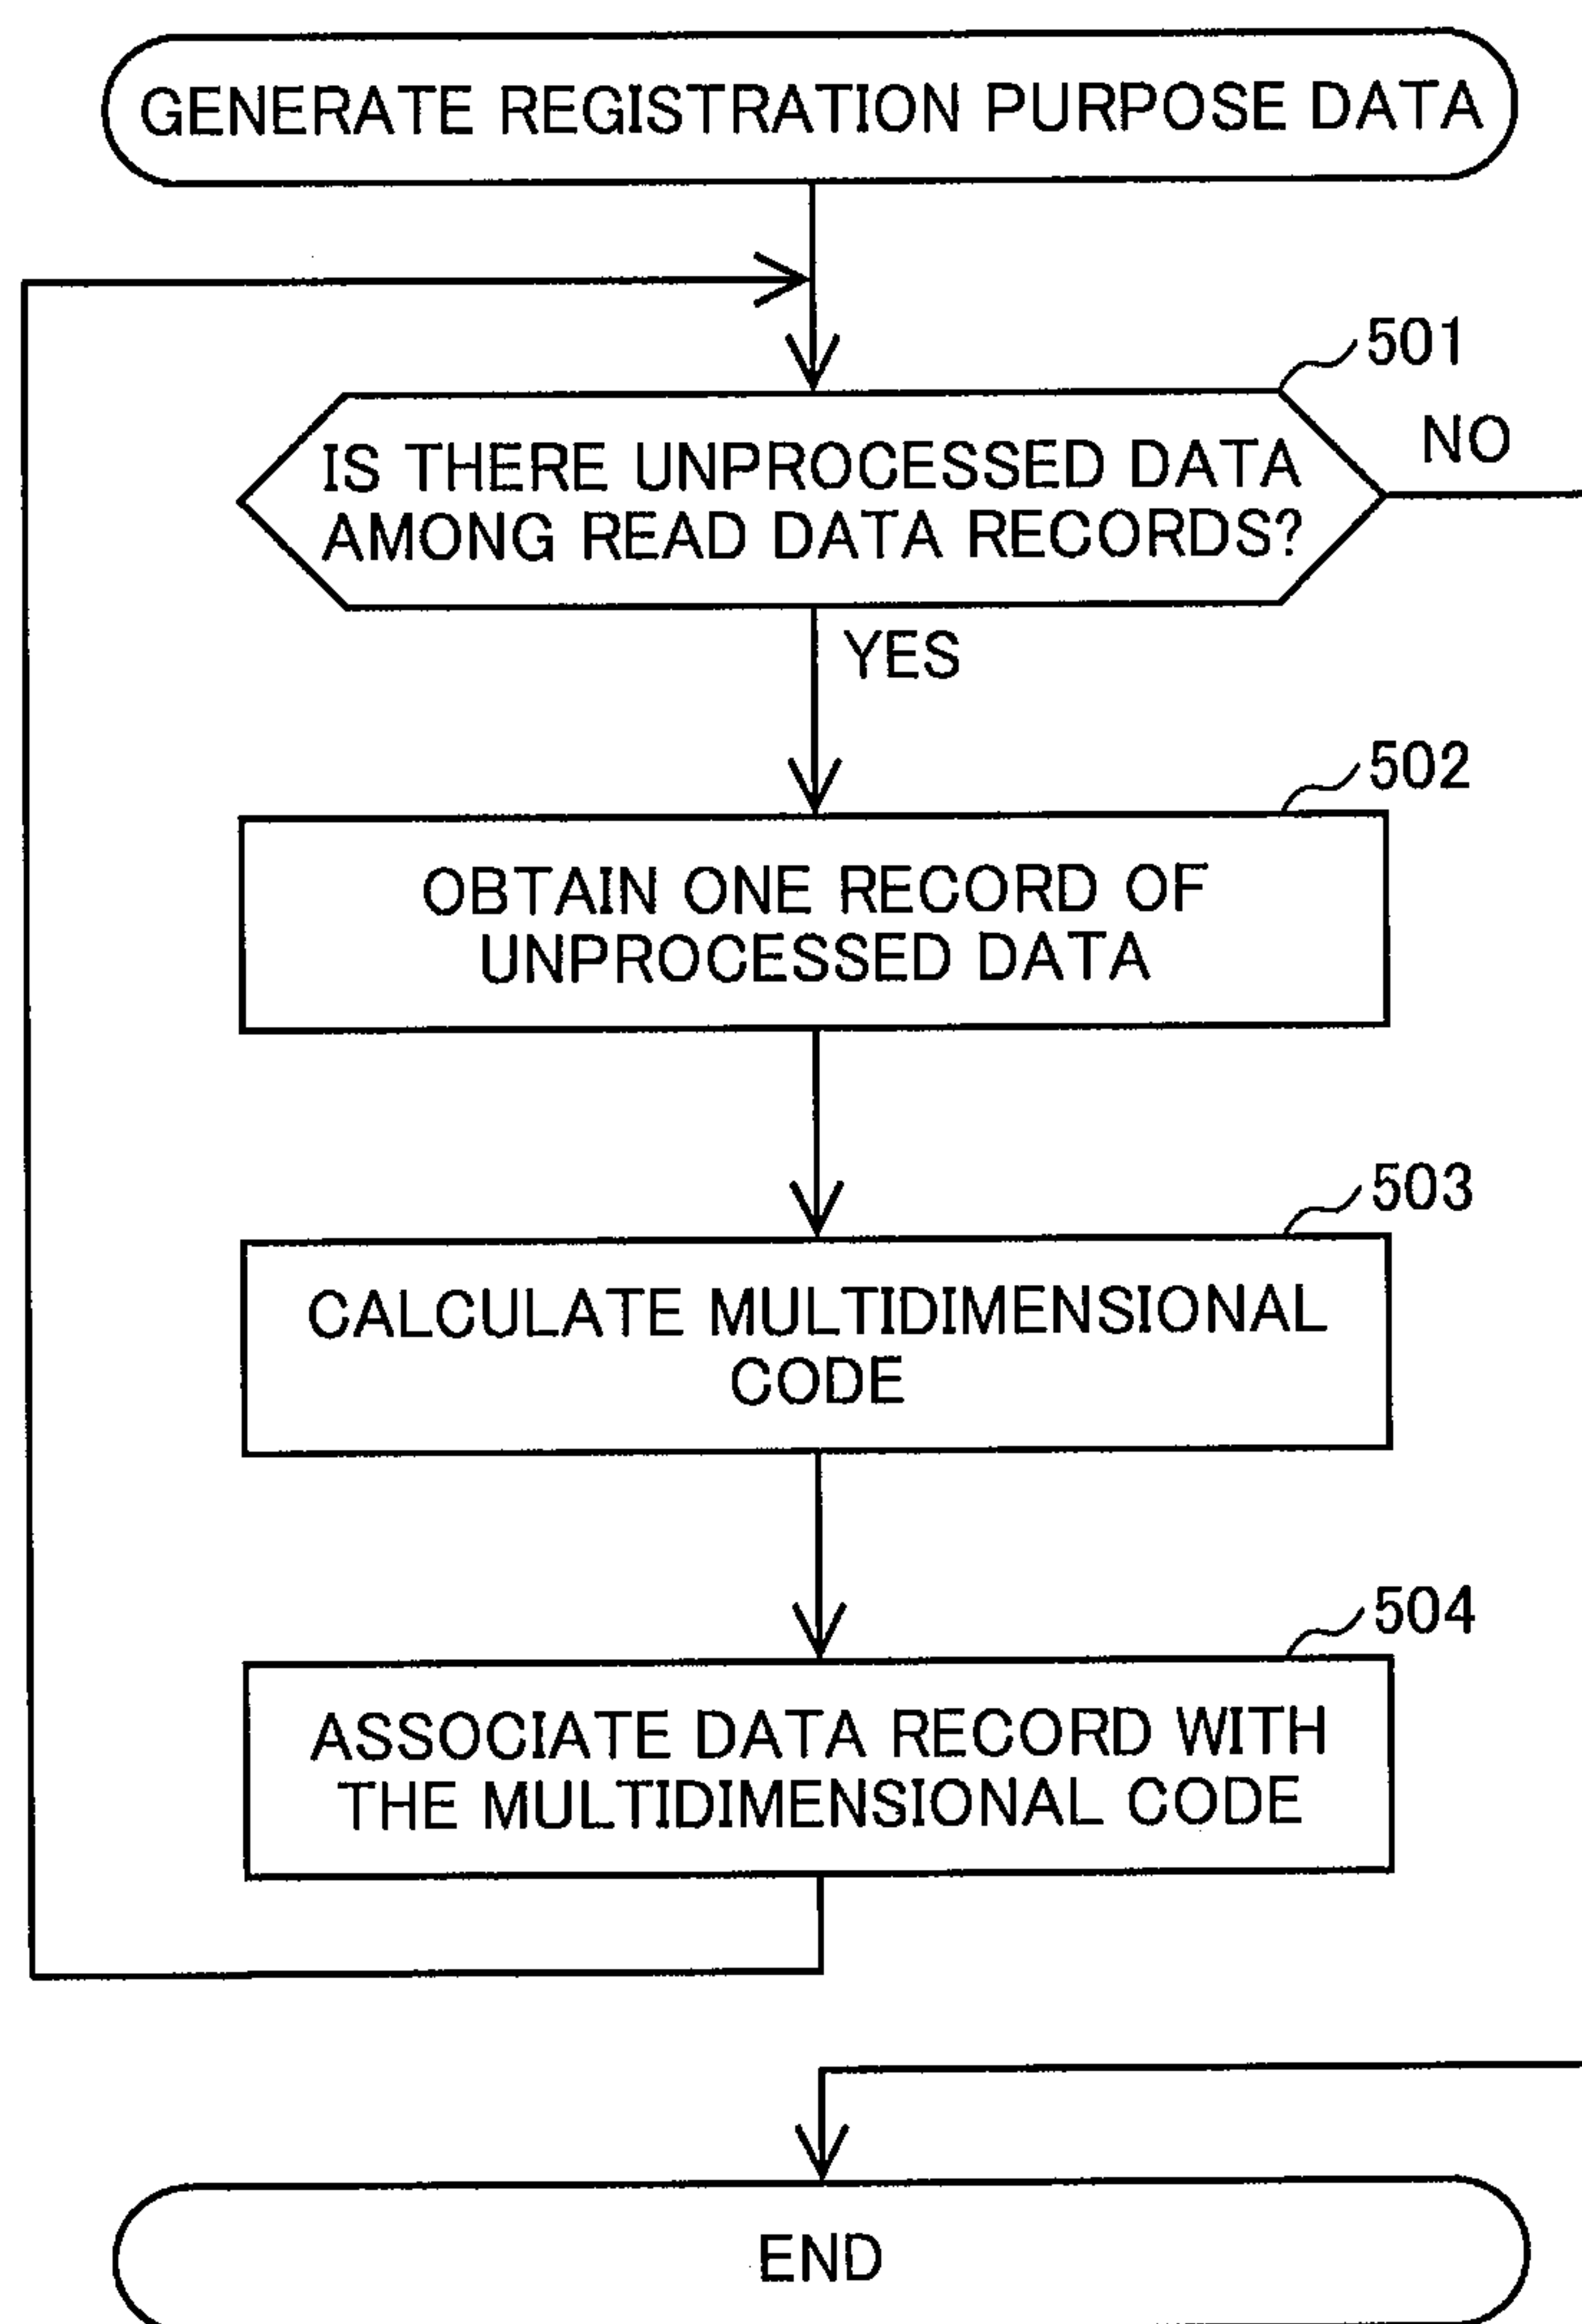 GENERATE REGISTRATION PURPOSE DATA
501
IS THERE UNPROCESSED DATA
AMONG READ DATA RECORDS?
NO
YES
502
OBTAIN ONE RECORD OF
UNPROCESSED DATA
503
CALCULATE MULTIDIMENSIONAL
CODE
504
ASSOCIATE DATA RECORD WITH
THE MULTIDIMENSIONAL CODE
END